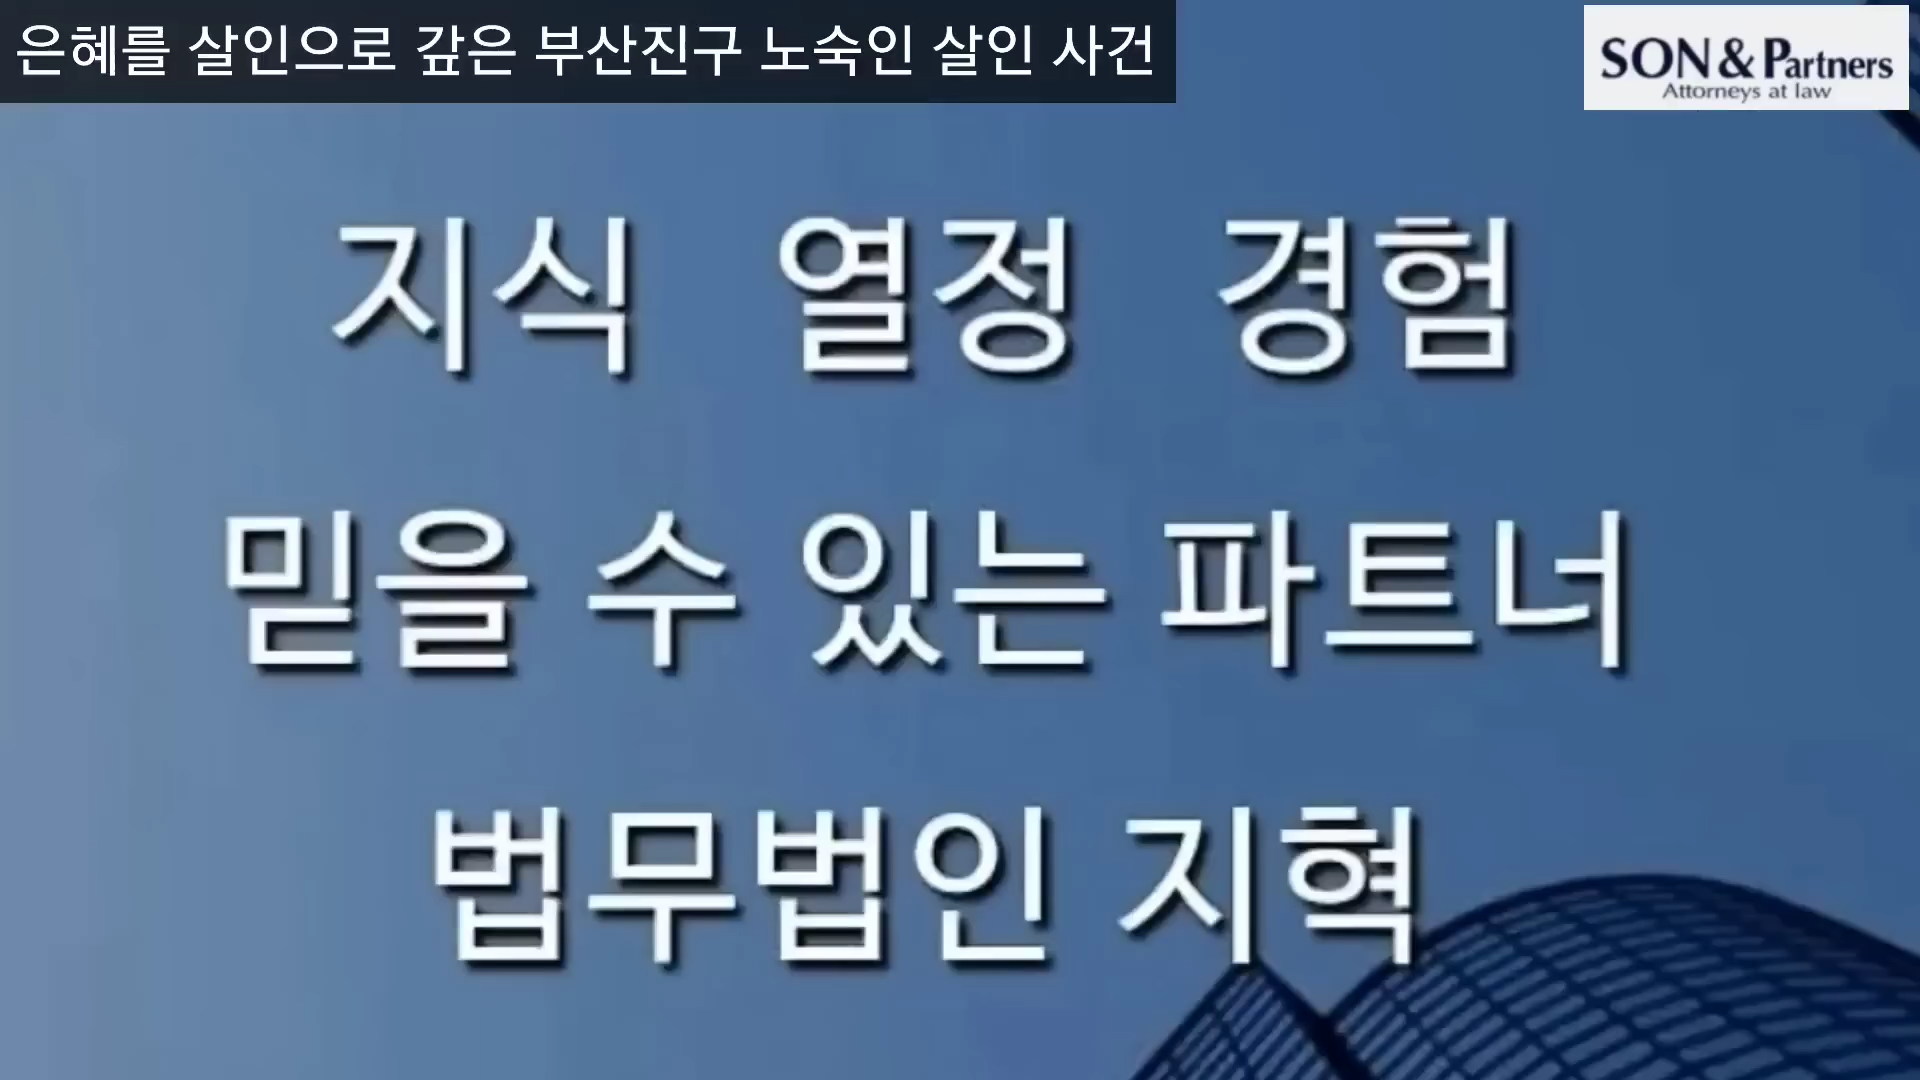 은혜를 살인으로 갚은 부산진구 노숙인 살인 사건
SON & Partners
Attorneys at law
지식 열정 경험
믿을 수 있는 파트너
법무법인 지혁